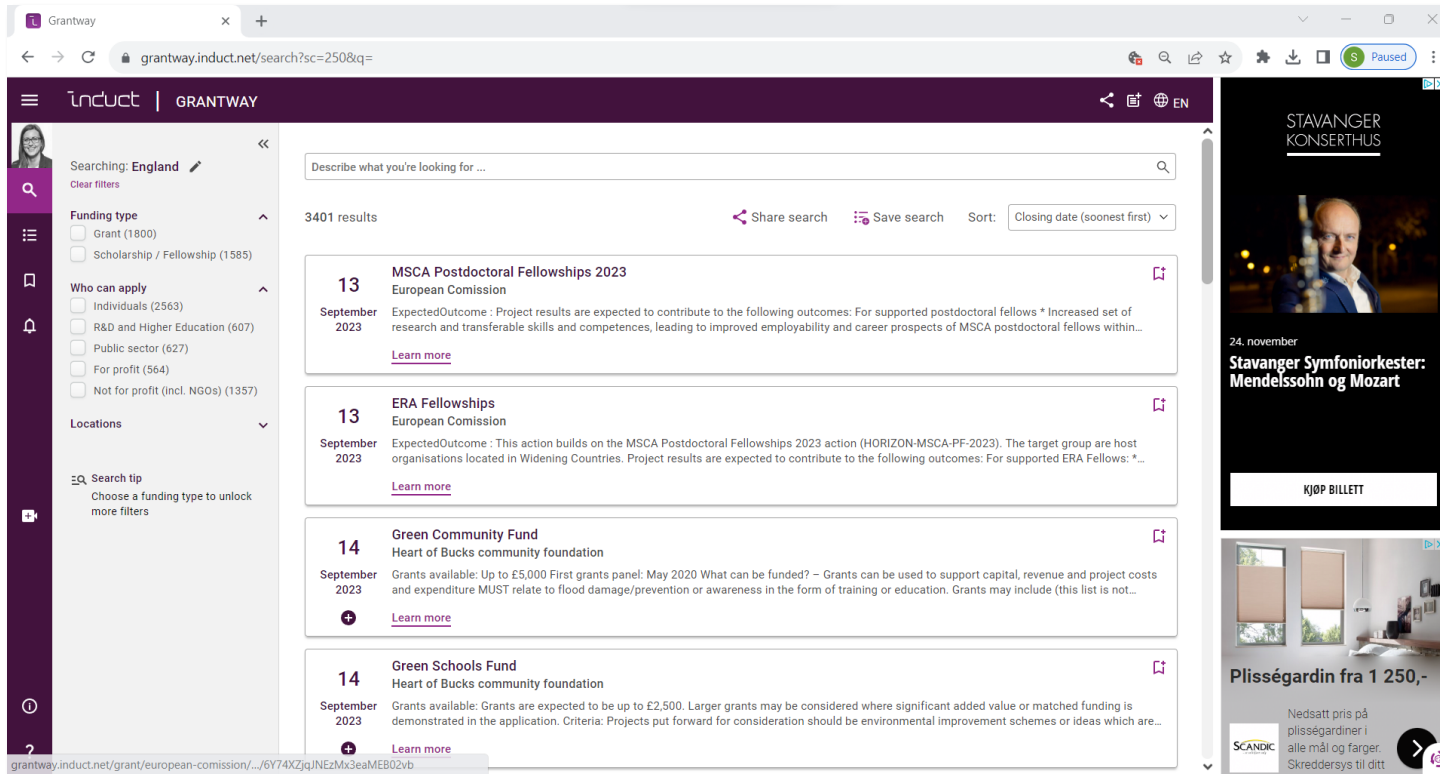 Grantway
grantway.induct.net/search?sc=250&q=
S Paused
induct | GRANTWAY
EN
Searching: England
Clear filters
Funding type
Grant (1800)
Scholarship / Fellowship (1585)
Who can apply
Individuals (2563)
R&D and Higher Education (607)
Public sector (627)
For profit (564)
Not for profit (incl. NGOs) (1357)
Locations
Search tip
Choose a funding type to unlock
more filters
Describe what you're looking for ...
3401 results
Share search
Save search
Sort:
Closing date (soonest first)
13
September
2023
MSCA Postdoctoral Fellowships 2023
European Comission
ExpectedOutcome : Project results are expected to contribute to the following outcomes: For supported postdoctoral fellows * Increased set of
research and transferable skills and competences, leading to improved employability and career prospects of MSCA postdoctoral fellows within...
Learn more
13
September
2023
ERA Fellowships
European Comission
ExpectedOutcome : This action builds on the MSCA Postdoctoral Fellowships 2023 action (HORIZON-MSCA-PF-2023). The target group are host
organisations located in Widening Countries. Project results are expected to contribute to the following outcomes: For supported ERA Fellows: *...
Learn more
14
September
2023
Green Community Fund
Heart of Bucks community foundation
Grants available: Up to £5,000 First grants panel: May 2020 What can be funded? – Grants can be used to support capital, revenue and project costs
and expenditure MUST relate to flood damage/prevention or awareness in the form of training or education. Grants may include (this list is not...
Learn more
14
September
2023
Green Schools Fund
Heart of Bucks community foundation
Grants available: Grants are expected to be up to £2,500. Larger grants may be considered where significant added value or matched funding is
demonstrated in the application. Criteria: Projects put forward for consideration should be environmental improvement schemes or ideas which are...
Learn more
grantway.induct.net/grant/european-comission/.../6Y74XZjqJNEzMx3eaMEB02vb
STAVANGER
KONSERTHUS
24. november
Stavanger Symfoniorkester:
Mendelssohn og Mozart
KJØP BILLETT
Plisségardin fra 1 250,-
SCANDIC
Nedsatt pris på
plisségardiner i
alle mål og farger.
Skreddersys til ditt